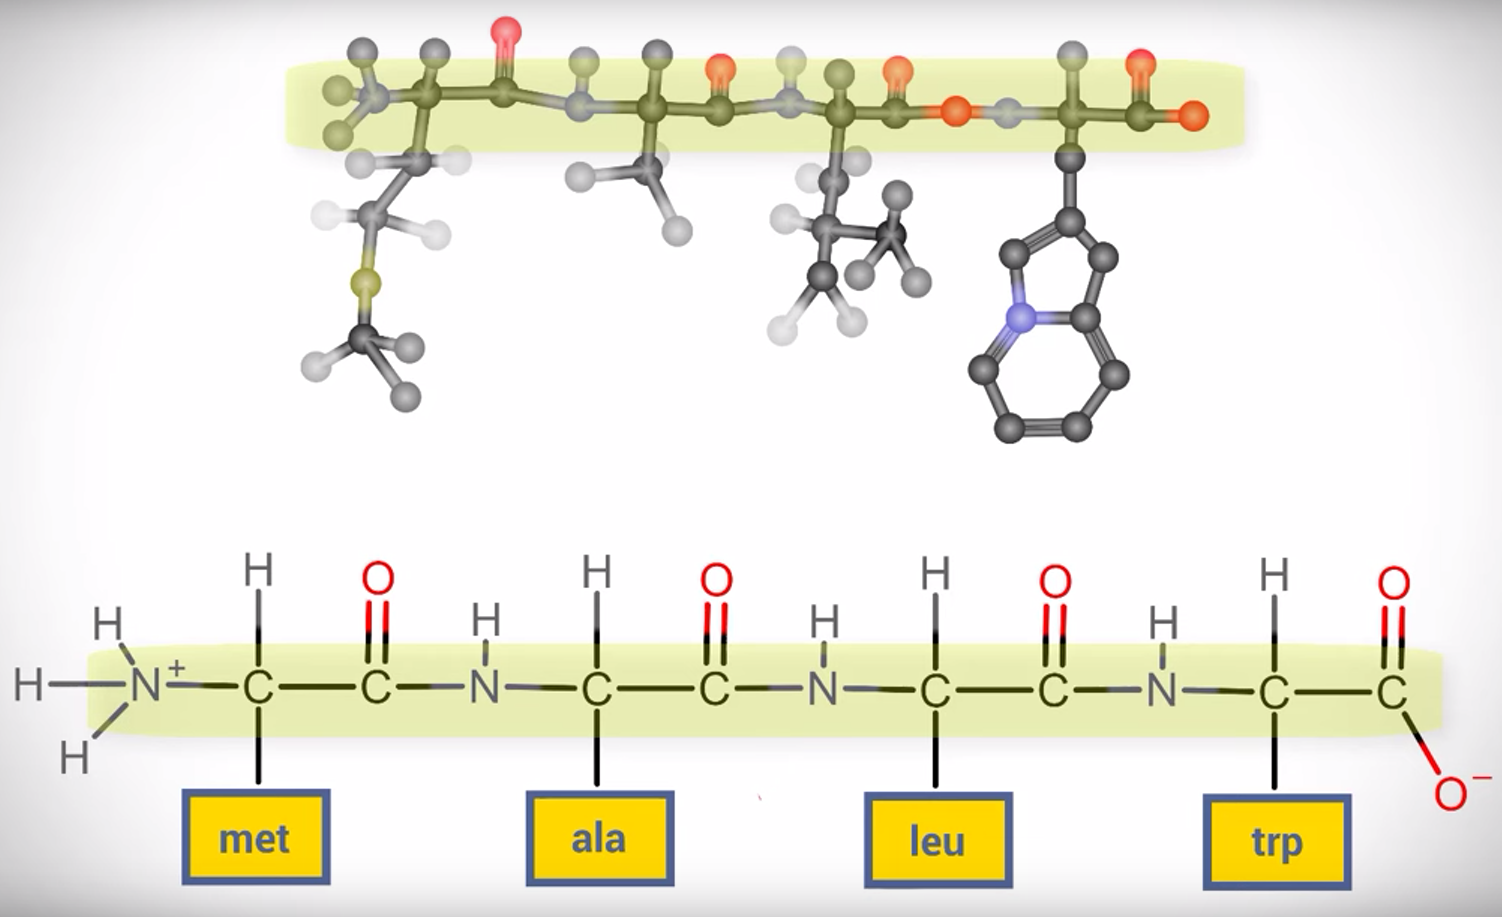 H H O H H O H H O H H O
H N + C C N C C N C C N C C
H O −
met ala leu trp